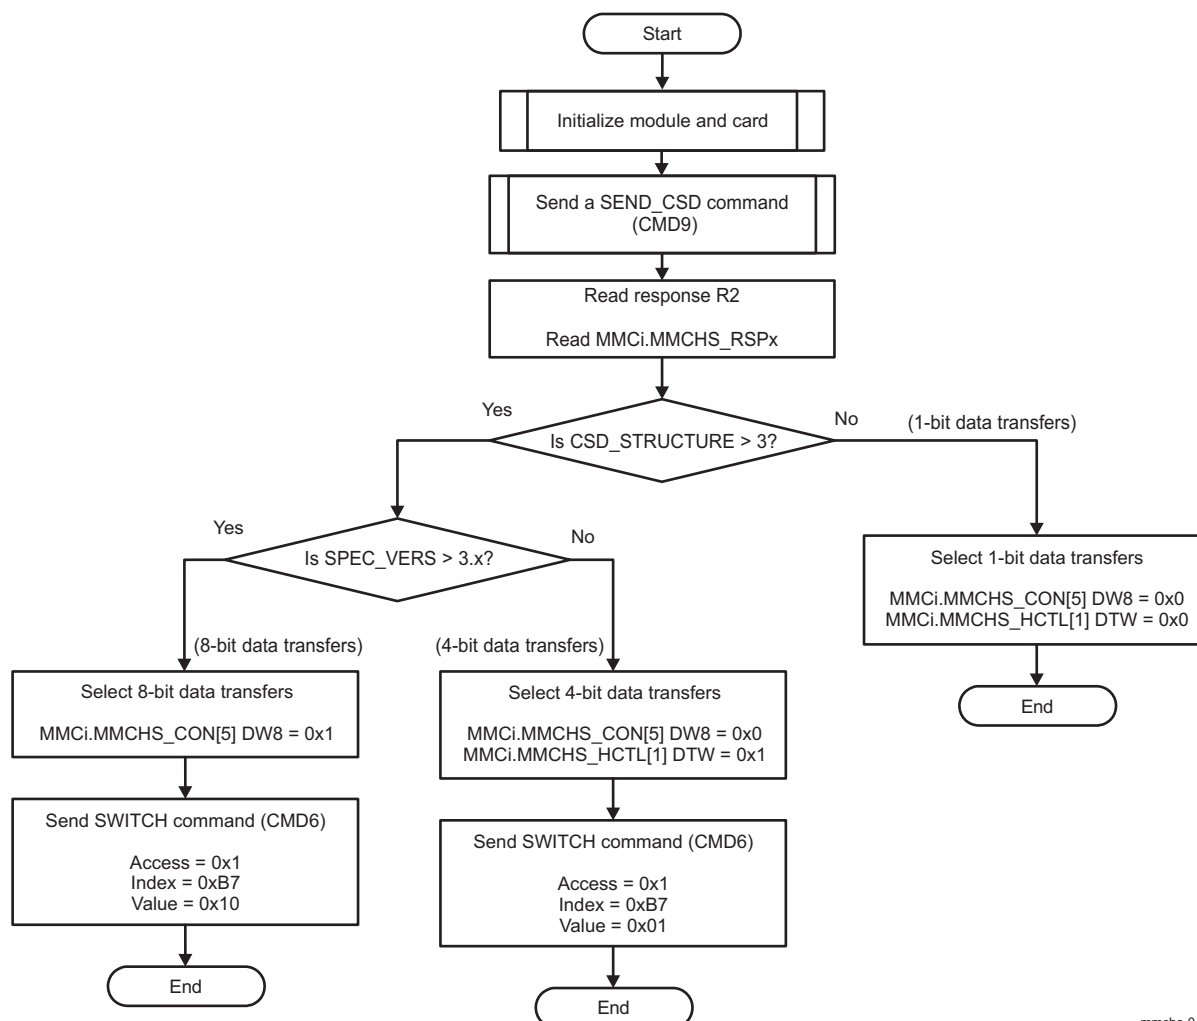 Start
Initialize module and card
Send a SEND_CSD command
(CMD9)
Read response R2
Read MMCi.MMCHS_RSPx
Yes
No
(1-bit data transfers)
Is CSD_STRUCTURE > 3?
Yes
No
Is SPEC_VERS > 3.x?
Select 1-bit data transfers
MMCi.MMCHS_CON[5] DW8 = 0x0
MMCi.MMCHS_HCTL[1] DTW = 0x0
End
(8-bit data transfers)
(4-bit data transfers)
Select 8-bit data transfers
MMCi.MMCHS_CON[5] DW8 = 0x1
Select 4-bit data transfers
MMCi.MMCHS_CON[5] DW8 = 0x0
MMCi.MMCHS_HCTL[1] DTW = 0x1
Send SWITCH command (CMD6)
Access = 0x1
Index = 0xB7
Value = 0x10
End
Send SWITCH command (CMD6)
Access = 0x1
Index = 0xB7
Value = 0x01
End